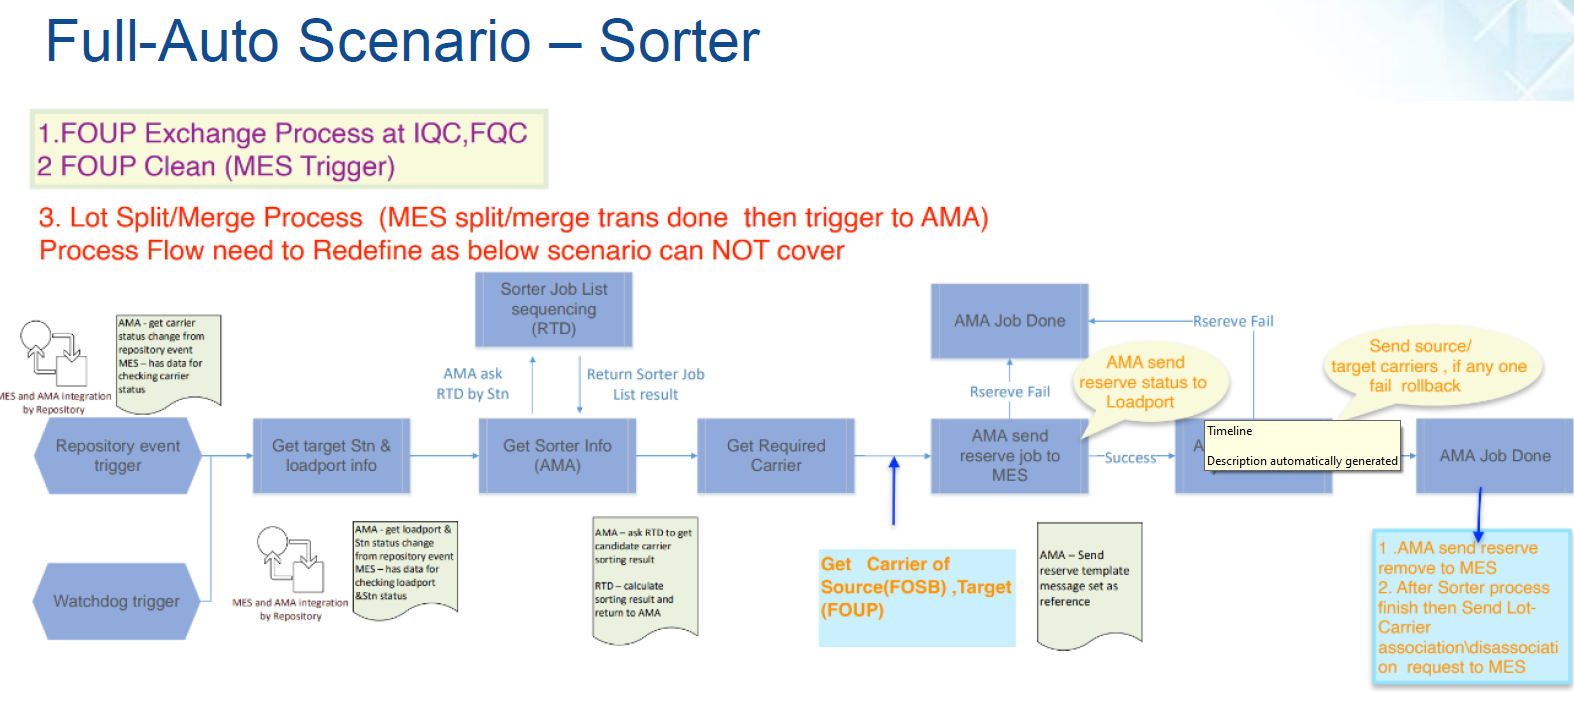 Full-Auto Scenario – Sorter
1.FOUP Exchange Process at IQC,FQC
2 FOUP Clean (MES Trigger)
3. Lot Split/Merge Process (MES split/merge trans done then trigger to AMA)
Process Flow need to Redefine as below scenario can NOT cover
AMA - get carrier
status change from
repository event
MES – has data for
checking carrier
status
MES and AMA integration
by Repository
Sorter Job List
sequencing
(RTD)
AMA ask
RTD by Stn
Return Sorter Job
List result
AMA Job Done
Rsereve Fail
Rsereve Fail
AMA send
reserve status to
Loadport
Send source/
target carriers , if any one
fail rollback
Repository event
trigger
Get target Stn &
loadport info
Get Sorter Info
(AMA)
Get Required
Carrier
AMA send
reserve job to
MES
Success
A
Timeline
Description automatically generated
AMA Job Done
Watchdog trigger
MES and AMA integration
by Repository
AMA - get loadport &
Stn status change
from repository event
MES – has data for
checking loadport
&Stn status
AMA – ask RTD to get
candidate carrier
sorting result
RTD – calculate
sorting result and
return to AMA
Get Carrier of
Source(FOSB) ,Target
(FOUP)
AMA – Send
reserve template
message set as
reference
1 .AMA send reserve
remove to MES
2. After Sorter process
finish then Send Lot-
Carrier
association\disassociati
on request to MES